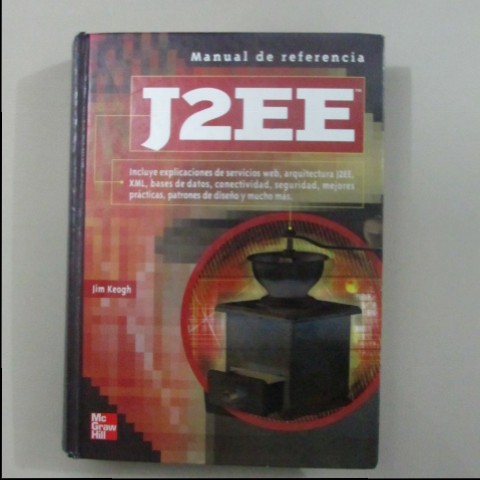 Manual de referencia
J2EE™
Incluye explicaciones de servicios web, arquitectura J2EE,
XML, bases de datos, conectividad, seguridad, mejores
prácticas, patrones de diseño y mucho más.
Jim Keogh
Mc
Graw
Hill